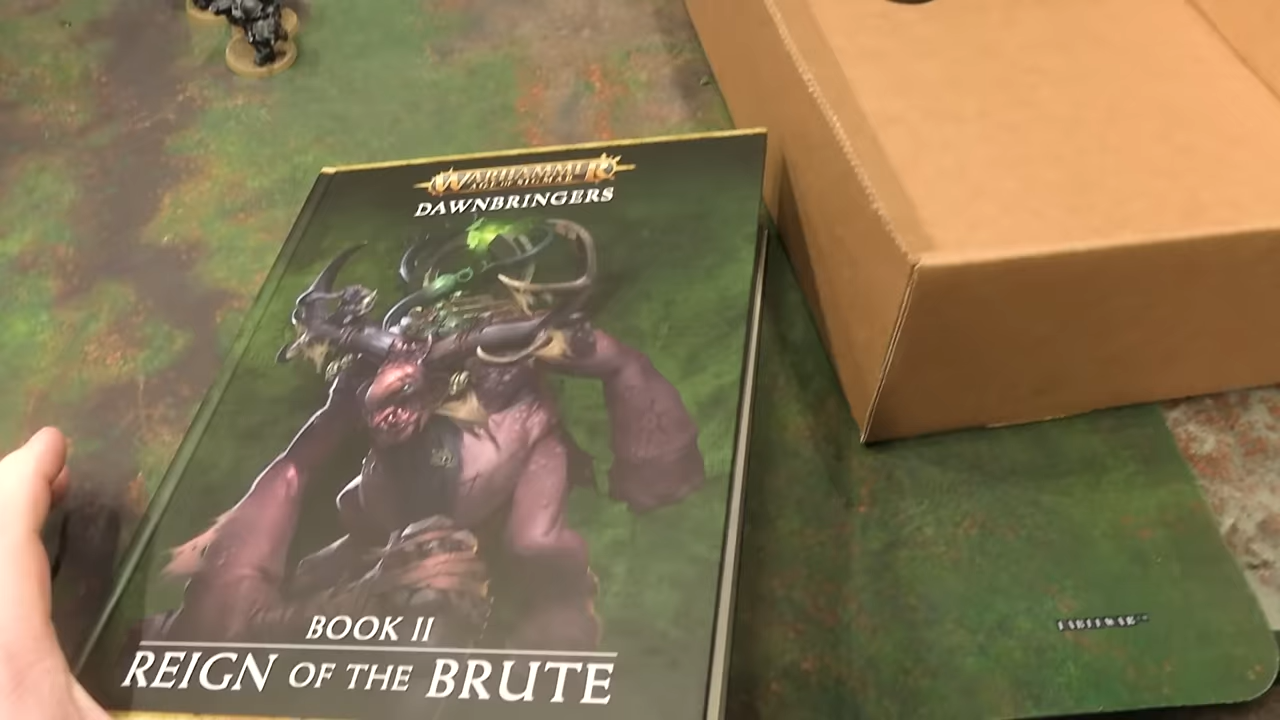 WARHAMMER
AGE OF SIGMAR
DAWNBRINGERS
BOOK II
REIGN OF THE BRUTE